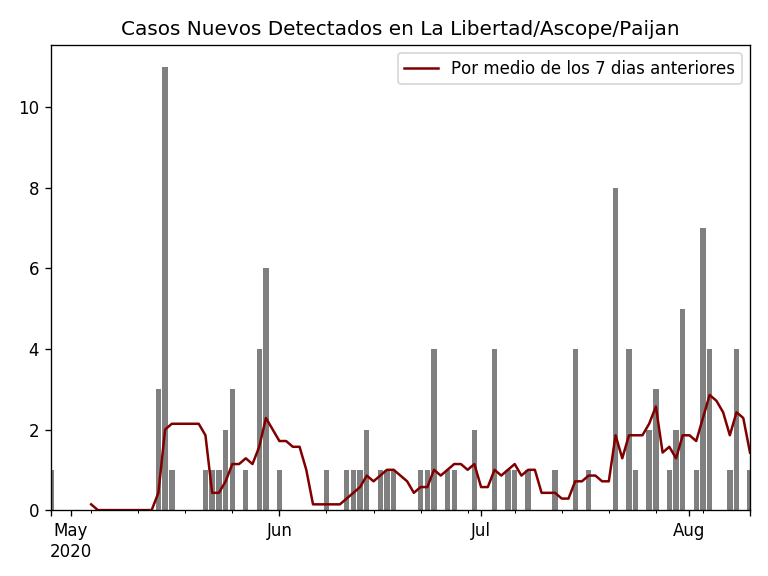 Casos Nuevos Detectados en La Libertad/Ascope/Paijan
Por medio de los 7 dias anteriores
10
8
6
4
2
0
May
2020
Jun
Jul
Aug